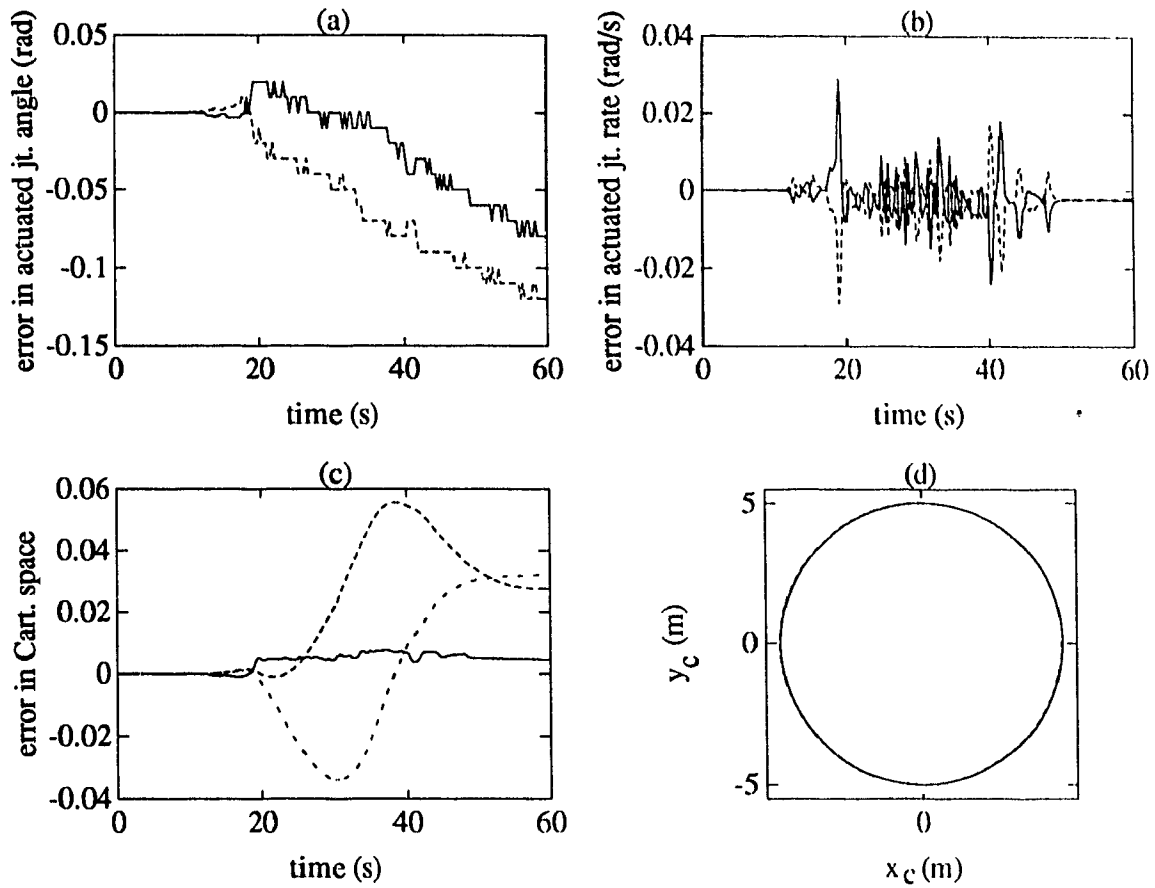 (a)
error in actuated jt. angle (rad)
0.05
0
-0.05
-0.1
-0.15
0 20 40 60
time (s)
(b)
error in actuated jt. rate (rad/s)
0.04
0.02
0
-0.02
-0.04
0 20 40 60
time (s)
(c)
error in Cart. space
0.06
0.04
0.02
0
-0.02
-0.04
0 20 40 60
time (s)
(d)
y_c (m)
5
0
-5
0
x_c (m)